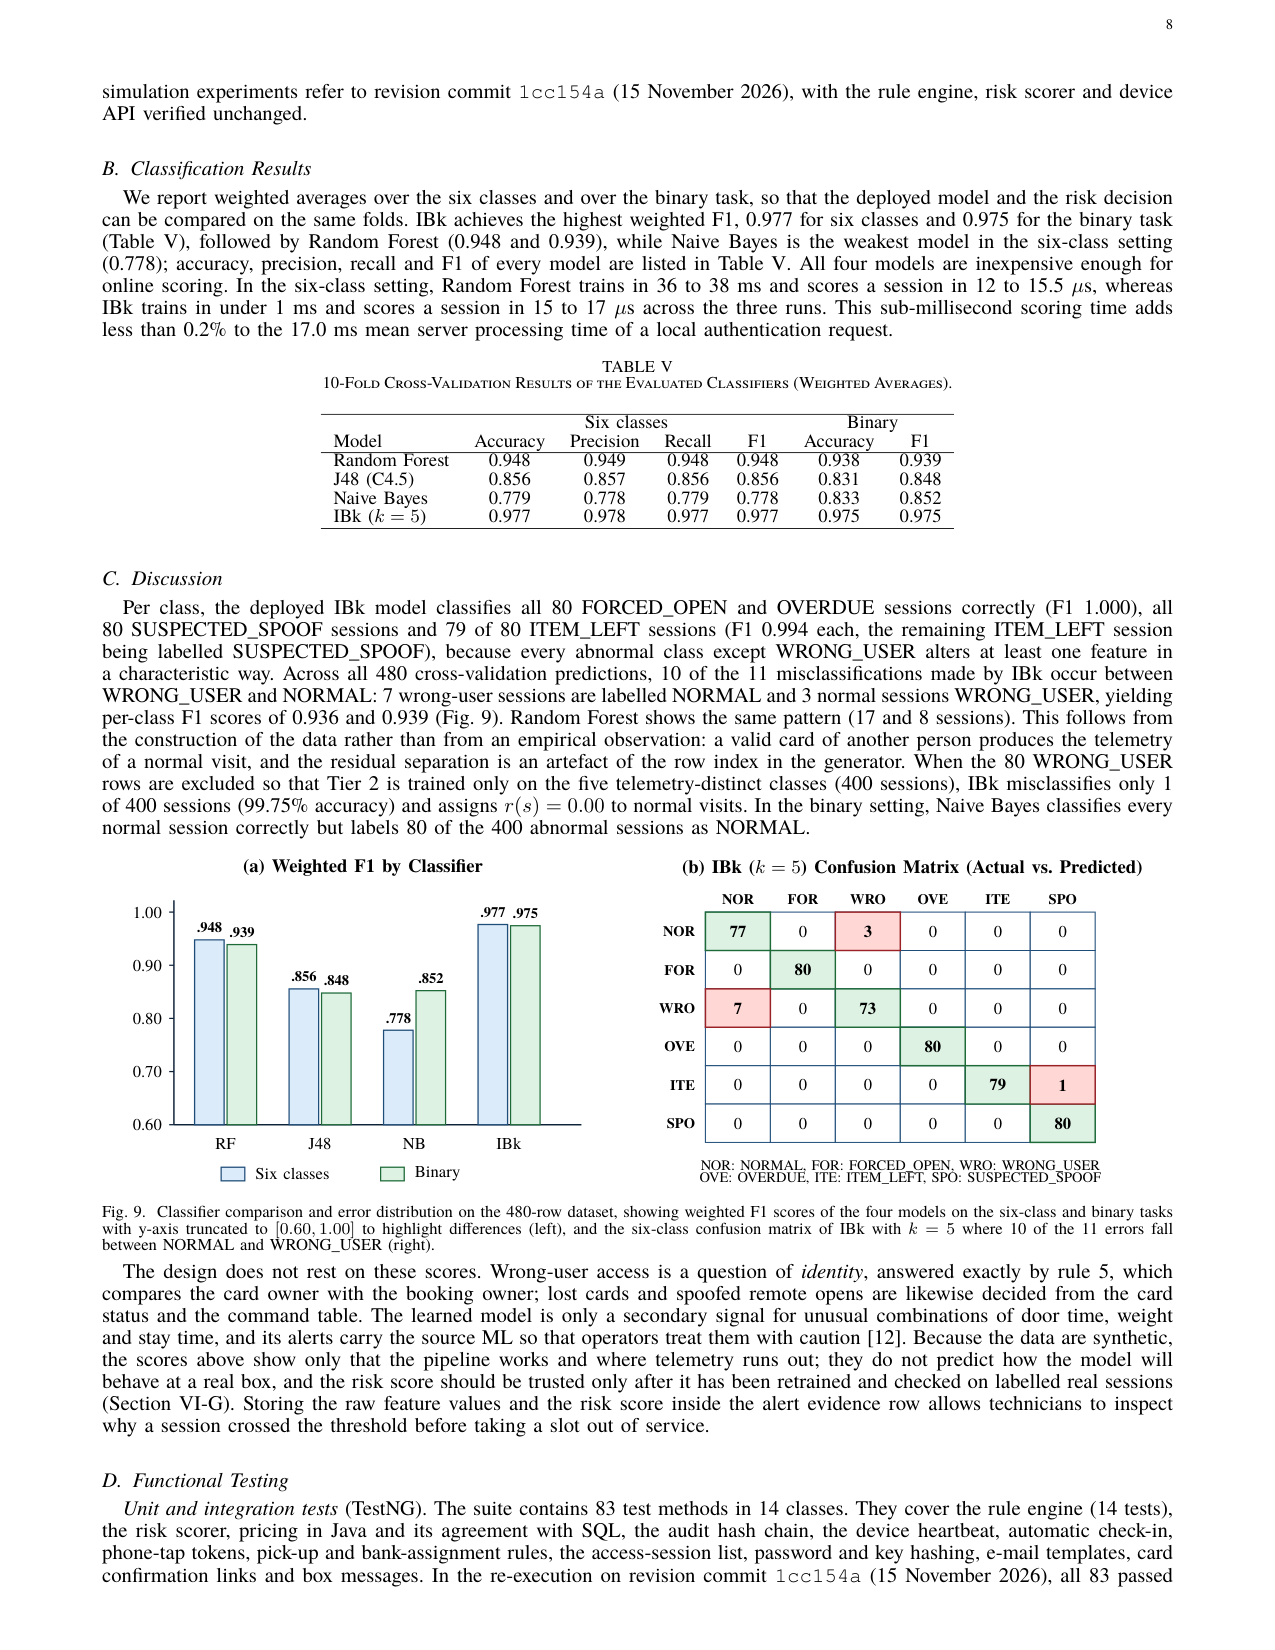 8
simulation experiments refer to revision commit 1cc154a (15 November 2026), with the rule engine, risk scorer and device
API verified unchanged.
B. Classification Results
We report weighted averages over the six classes and over the binary task, so that the deployed model and the risk decision
can be compared on the same folds. IBk achieves the highest weighted F1, 0.977 for six classes and 0.975 for the binary task
(Table V), followed by Random Forest (0.948 and 0.939), while Naive Bayes is the weakest model in the six-class setting
(0.778); accuracy, precision, recall and F1 of every model are listed in Table V. All four models are inexpensive enough for
online scoring. In the six-class setting, Random Forest trains in 36 to 38 ms and scores a session in 12 to 15.5 μs, whereas
IBk trains in under 1 ms and scores a session in 15 to 17 μs across the three runs. This sub-millisecond scoring time adds
less than 0.2% to the 17.0 ms mean server processing time of a local authentication request.
TABLE V
10-Fold Cross-Validation Results of the Evaluated Classifiers (Weighted Averages).
Six classes Binary
Model Accuracy Precision Recall F1 Accuracy F1
Random Forest 0.948 0.949 0.948 0.948 0.938 0.939
J48 (C4.5) 0.856 0.857 0.856 0.856 0.831 0.848
Naive Bayes 0.779 0.778 0.779 0.778 0.833 0.852
IBk (k = 5) 0.977 0.978 0.977 0.977 0.975 0.975
C. Discussion
Per class, the deployed IBk model classifies all 80 FORCED_OPEN and OVERDUE sessions correctly (F1 1.000), all
80 SUSPECTED_SPOOF sessions and 79 of 80 ITEM_LEFT sessions (F1 0.994 each, the remaining ITEM_LEFT session
being labelled SUSPECTED_SPOOF), because every abnormal class except WRONG_USER alters at least one feature in
a characteristic way. Across all 480 cross-validation predictions, 10 of the 11 misclassifications made by IBk occur between
WRONG_USER and NORMAL: 7 wrong-user sessions are labelled NORMAL and 3 normal sessions WRONG_USER, yielding
per-class F1 scores of 0.936 and 0.939 (Fig. 9). Random Forest shows the same pattern (17 and 8 sessions). This follows from
the construction of the data rather than from an empirical observation: a valid card of another person produces the telemetry
of a normal visit, and the residual separation is an artefact of the row index in the generator. When the 80 WRONG_USER
rows are excluded so that Tier 2 is trained only on the five telemetry-distinct classes (400 sessions), IBk misclassifies only 1
of 400 sessions (99.75% accuracy) and assigns r(s) = 0.00 to normal visits. In the binary setting, Naive Bayes classifies every
normal session correctly but labels 80 of the 400 abnormal sessions as NORMAL.
(a) Weighted F1 by Classifier
1.00
0.90
0.80
0.70
0.60
.948 .939
.856 .848
.778 .852
.977 .975
RF J48 NB IBk
Six classes Binary
(b) IBk (k = 5) Confusion Matrix (Actual vs. Predicted)
NOR FOR WRO OVE ITE SPO
NOR 77 0 3 0 0 0
FOR 0 80 0 0 0 0
WRO 7 0 73 0 0 0
OVE 0 0 0 80 0 0
ITE 0 0 0 0 79 1
SPO 0 0 0 0 0 80
NOR: NORMAL, FOR: FORCED_OPEN, WRO: WRONG_USER
OVE: OVERDUE, ITE: ITEM_LEFT, SPO: SUSPECTED_SPOOF
Fig. 9. Classifier comparison and error distribution on the 480-row dataset, showing weighted F1 scores of the four models on the six-class and binary tasks
with y-axis truncated to [0.60, 1.00] to highlight differences (left), and the six-class confusion matrix of IBk with k = 5 where 10 of the 11 errors fall
between NORMAL and WRONG_USER (right).
The design does not rest on these scores. Wrong-user access is a question of identity, answered exactly by rule 5, which
compares the card owner with the booking owner; lost cards and spoofed remote opens are likewise decided from the card
status and the command table. The learned model is only a secondary signal for unusual combinations of door time, weight
and stay time, and its alerts carry the source ML so that operators treat them with caution [12]. Because the data are synthetic,
the scores above show only that the pipeline works and where telemetry runs out; they do not predict how the model will
behave at a real box, and the risk score should be trusted only after it has been retrained and checked on labelled real sessions
(Section VI-G). Storing the raw feature values and the risk score inside the alert evidence row allows technicians to inspect
why a session crossed the threshold before taking a slot out of service.
D. Functional Testing
Unit and integration tests (TestNG). The suite contains 83 test methods in 14 classes. They cover the rule engine (14 tests),
the risk scorer, pricing in Java and its agreement with SQL, the audit hash chain, the device heartbeat, automatic check-in,
phone-tap tokens, pick-up and bank-assignment rules, the access-session list, password and key hashing, e-mail templates, card
confirmation links and box messages. In the re-execution on revision commit 1cc154a (15 November 2026), all 83 passed